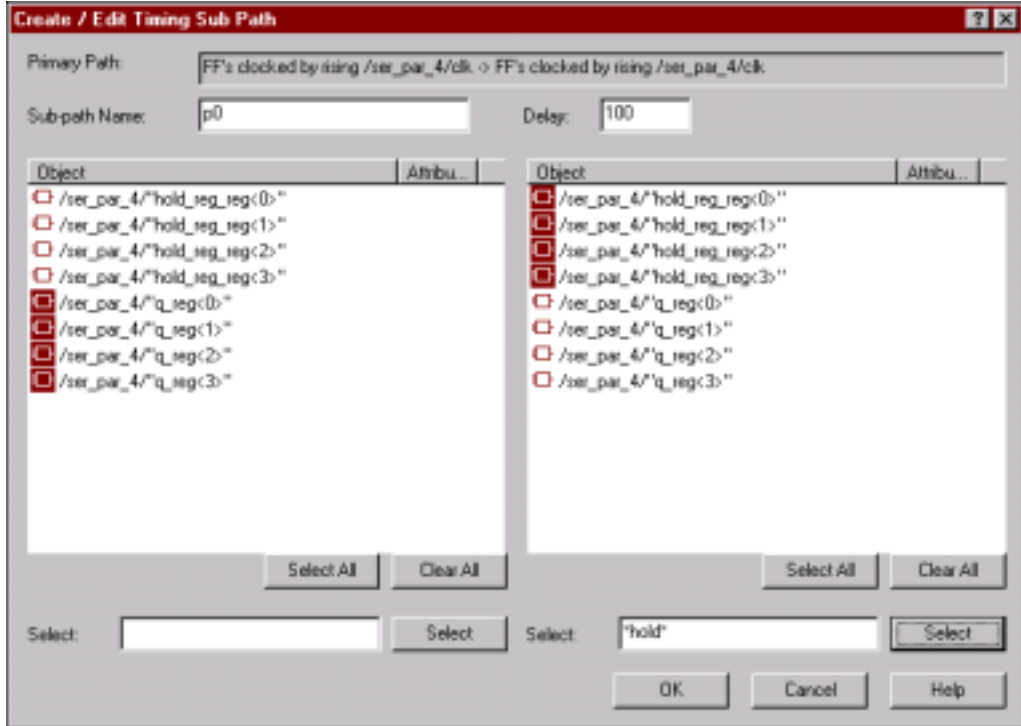 Create / Edit Timing Sub Path
Primary Path: FF's clocked by rising /ser_par_4/clk -> FF's clocked by rising /ser_par_4/clk
Sub-path Name: p0 Delay: 100
Object Attribu... Object Attribu...
/ser_par_4/"hold_reg_reg<0>" /ser_par_4/"hold_reg_reg<0>"
/ser_par_4/"hold_reg_reg<1>" /ser_par_4/"hold_reg_reg<1>"
/ser_par_4/"hold_reg_reg<2>" /ser_par_4/"hold_reg_reg<2>"
/ser_par_4/"hold_reg_reg<3>" /ser_par_4/"hold_reg_reg<3>"
/ser_par_4/"q_reg<0>" /ser_par_4/"q_reg<0>"
/ser_par_4/"q_reg<1>" /ser_par_4/"q_reg<1>"
/ser_par_4/"q_reg<2>" /ser_par_4/"q_reg<2>"
/ser_par_4/"q_reg<3>" /ser_par_4/"q_reg<3>"
Select All Clear All Select All Clear All
Select: Select Select: *hold* Select
OK Cancel Help